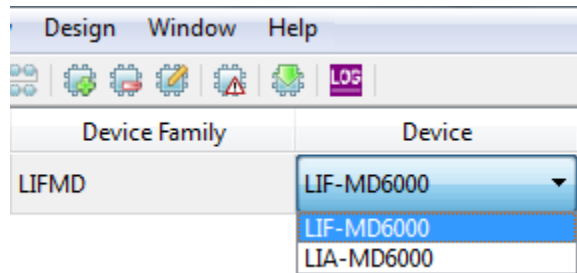 Design Window Help
LOG
Device Family Device
LIFMD LIF-MD6000
LIF-MD6000
LIA-MD6000